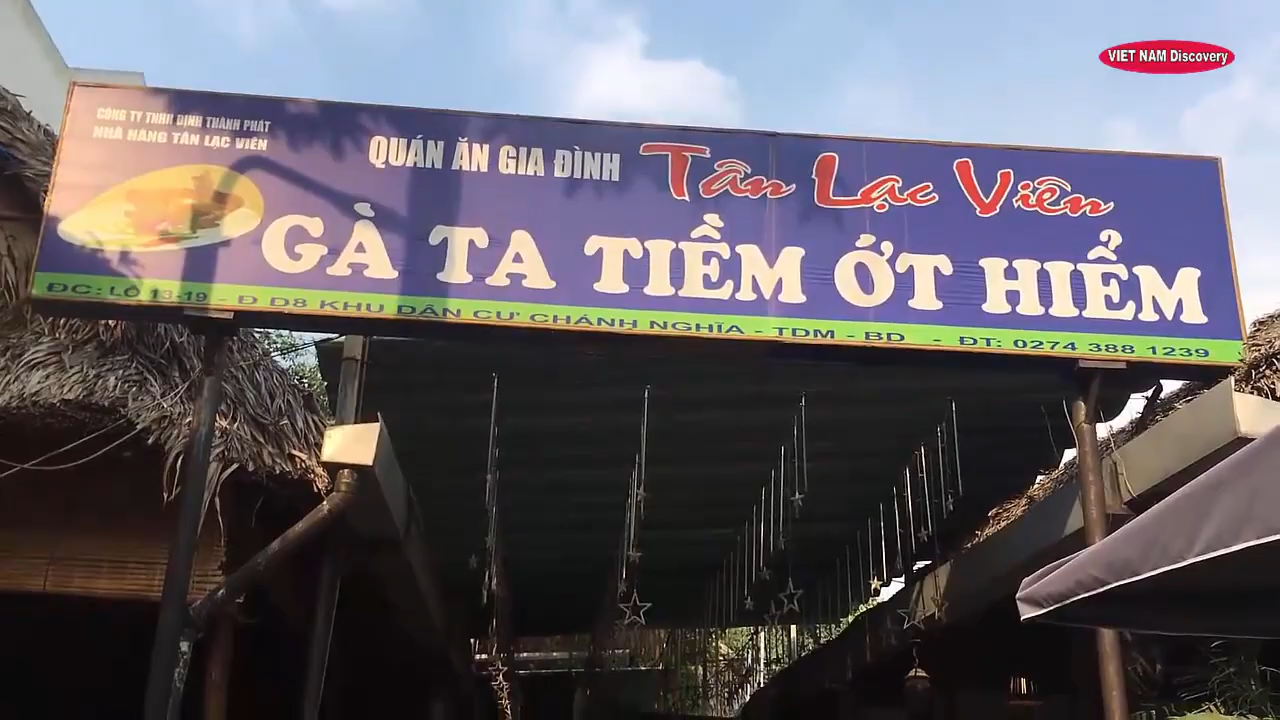 VIET NAM Discovery
CÔNG TY TNHH ĐỊNH THÀNH PHÁT
NHÀ HÀNG TÂN LẠC VIÊN
QUÁN ĂN GIA ĐÌNH Tân Lạc Viên
GÀ TA TIỀM ỚT HIỂM
ĐC: LÔ 13-19 - Đ D8 KHU DÂN CƯ CHÁNH NGHĨA - TDM - BD - ĐT: 0274 388 1239